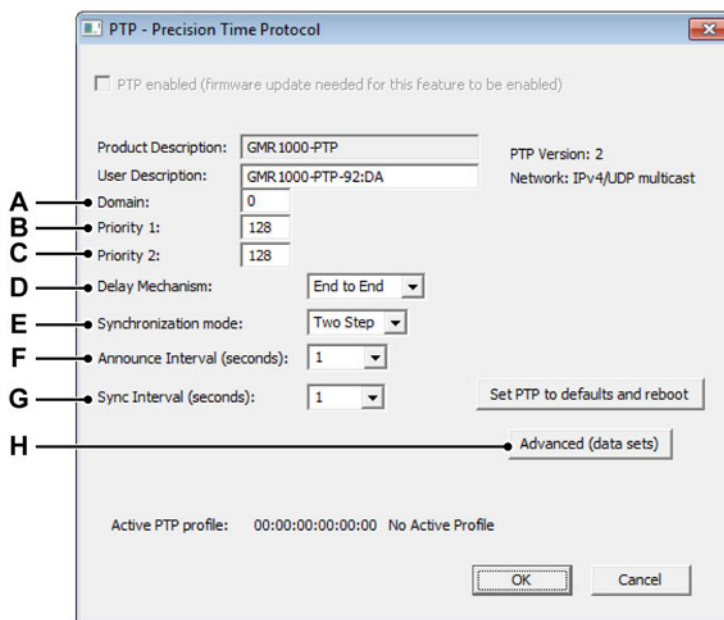 PTP - Precision Time Protocol
PTP enabled (firmware update needed for this feature to be enabled)
Product Description: GMR1000-PTP
PTP Version: 2
User Description: GMR1000-PTP-92:DA
Network: IPv4/UDP multicast
A Domain: 0
B Priority 1: 128
C Priority 2: 128
D Delay Mechanism: End to End
E Synchronization mode: Two Step
F Announce Interval (seconds): 1
G Sync Interval (seconds): 1
Set PTP to defaults and reboot
H Advanced (data sets)
Active PTP profile: 00:00:00:00:00:00 No Active Profile
OK Cancel